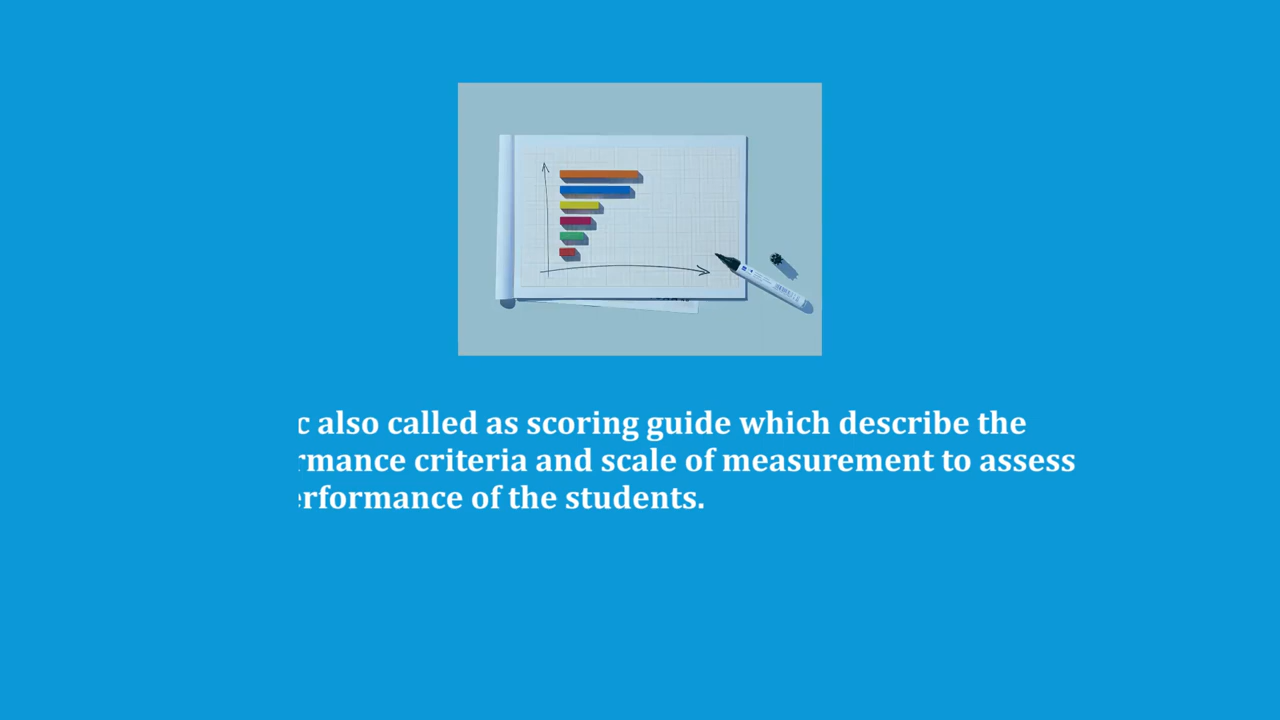 c also called as scoring guide which describe the
rmance criteria and scale of measurement to assess
erformance of the students.